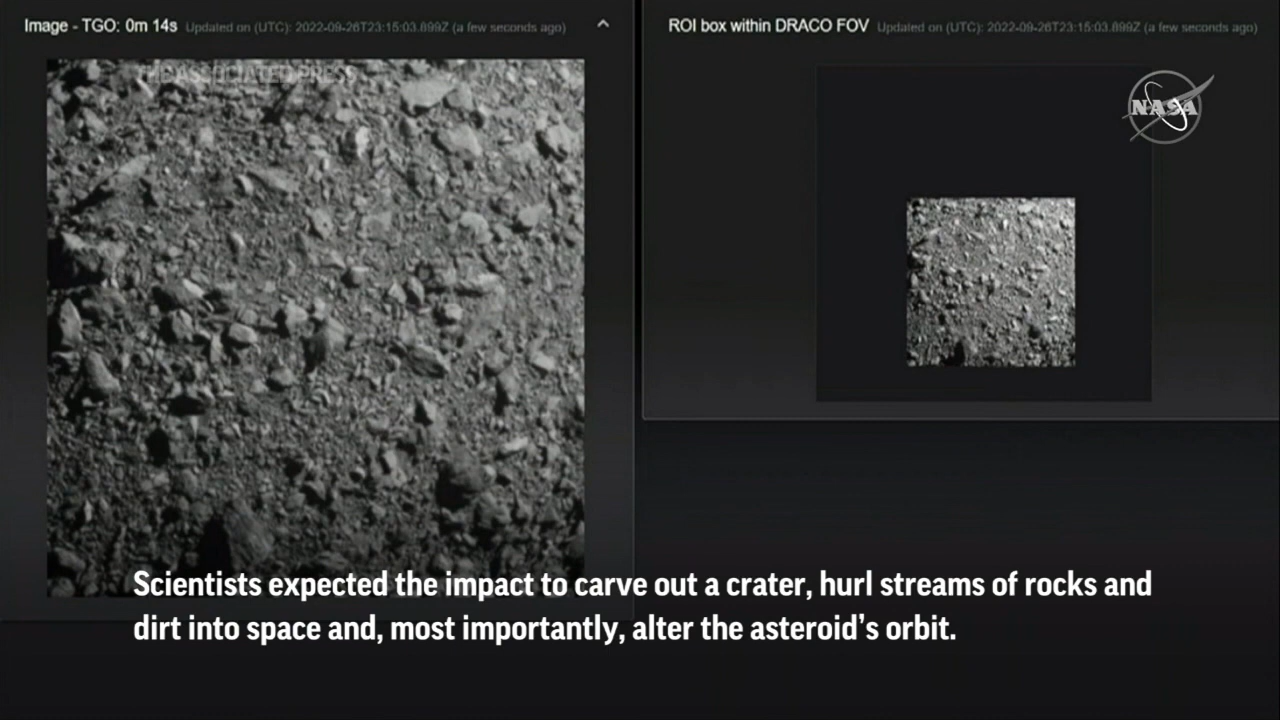 Image - TGO: 0m 14s Updated on (UTC): 2022-09-26T23:15:03.899Z (a few seconds ago)
ROI box within DRACO FOV Updated on (UTC): 2022-09-26T23:15:03.899Z (a few seconds ago)
THE ASSOCIATED PRESS
NASA
Scientists expected the impact to carve out a crater, hurl streams of rocks and
dirt into space and, most importantly, alter the asteroid’s orbit.